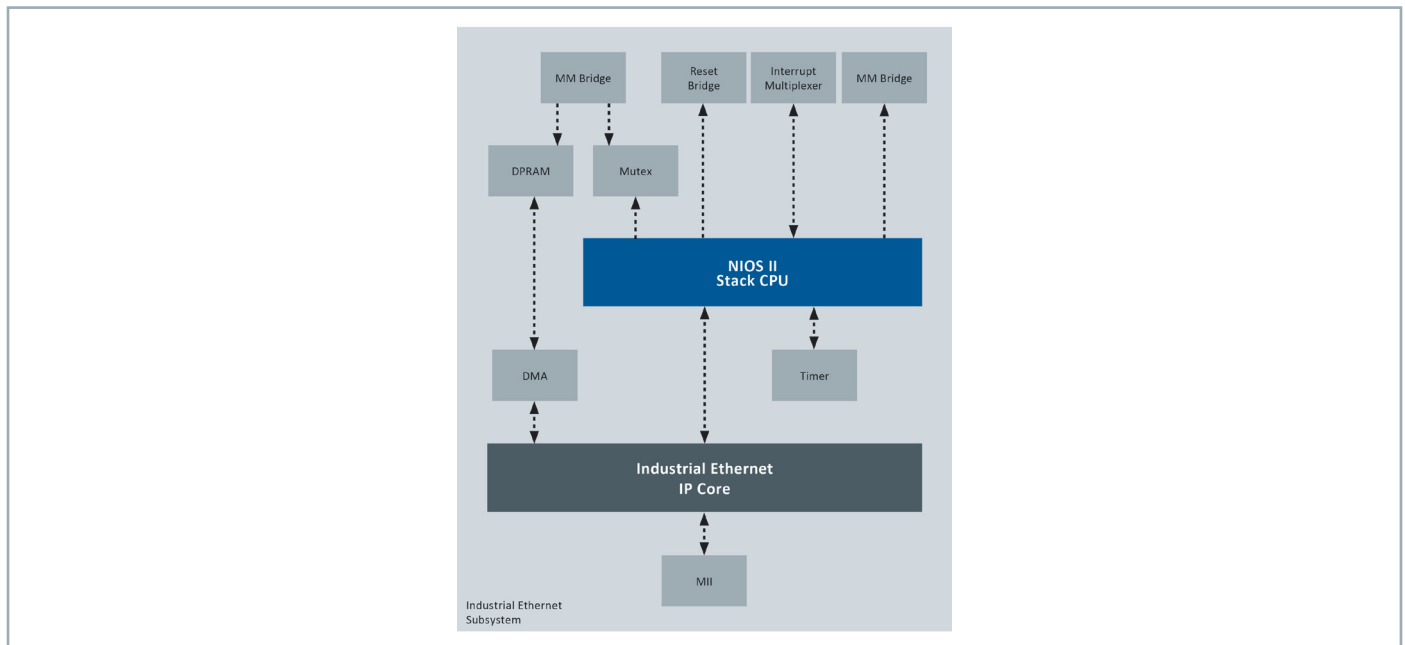 MM Bridge
Reset
Bridge
Interrupt
Multiplexer
MM Bridge
DPRAM
Mutex
NIOS II
Stack CPU
DMA
Timer
Industrial Ethernet
IP Core
MII
Industrial Ethernet
Subsystem